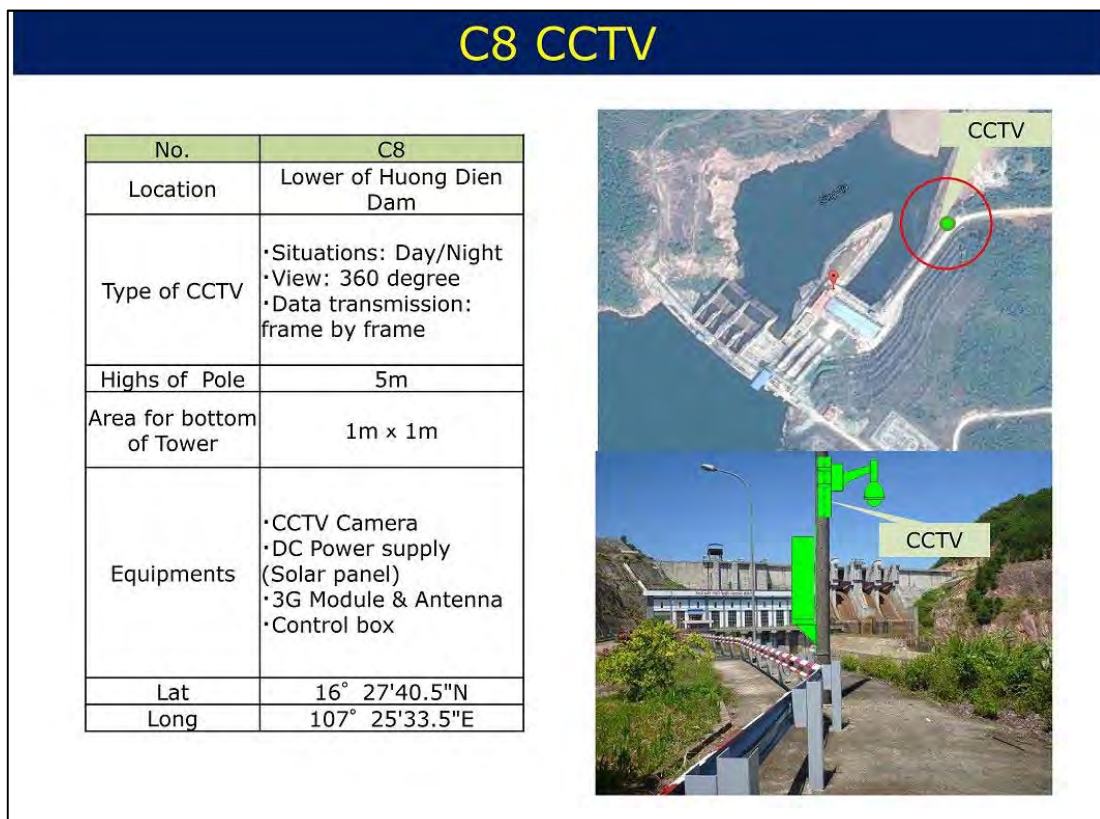 C8 CCTV
No. C8
Location Lower of Huong Dien
Dam
Type of CCTV
・Situations: Day/Night
・View: 360 degree
・Data transmission:
frame by frame
Highs of Pole 5m
Area for bottom
of Tower
1m x 1m
Equipments
・CCTV Camera
・DC Power supply
(Solar panel)
・3G Module & Antenna
・Control box
Lat 16° 27'40.5"N
Long 107° 25'33.5"E
CCTV
CCTV